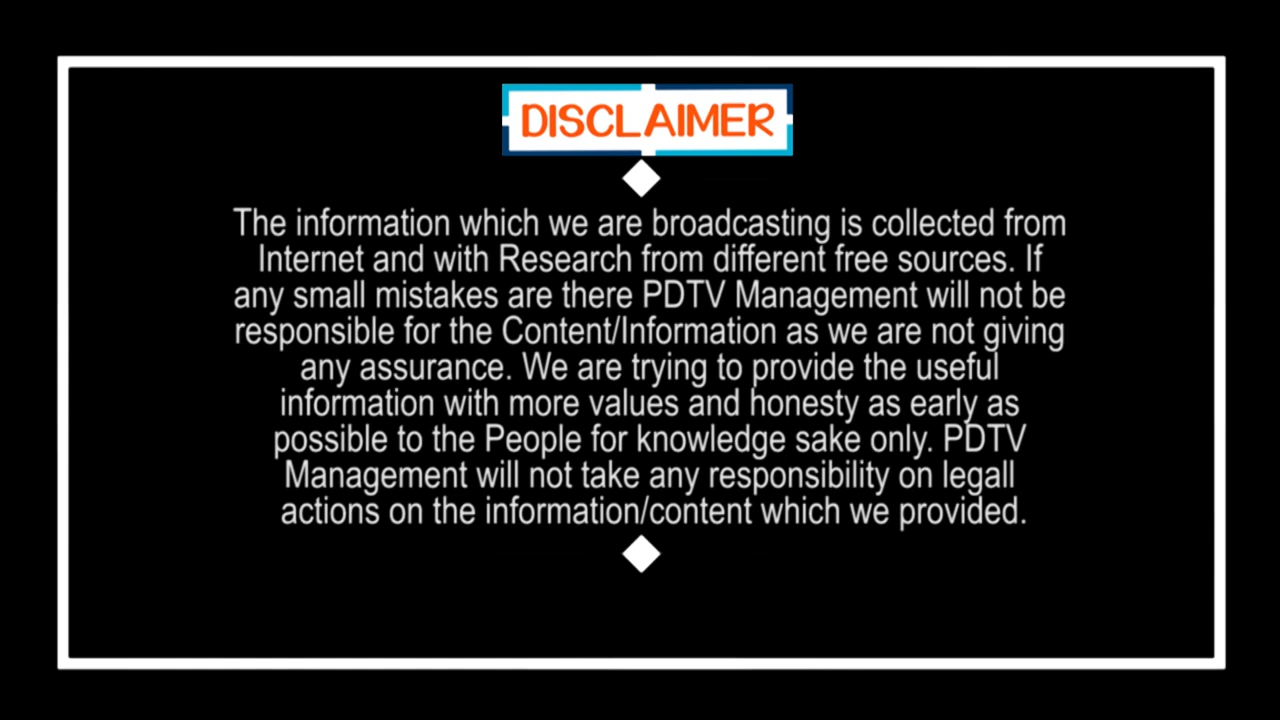 DISCLAIMER
The information which we are broadcasting is collected from
Internet and with Research from different free sources. If
any small mistakes are there PDTV Management will not be
responsible for the Content/Information as we are not giving
any assurance. We are trying to provide the useful
information with more values and honesty as early as
possible to the People for knowledge sake only. PDTV
Management will not take any responsibility on legall
actions on the information/content which we provided.